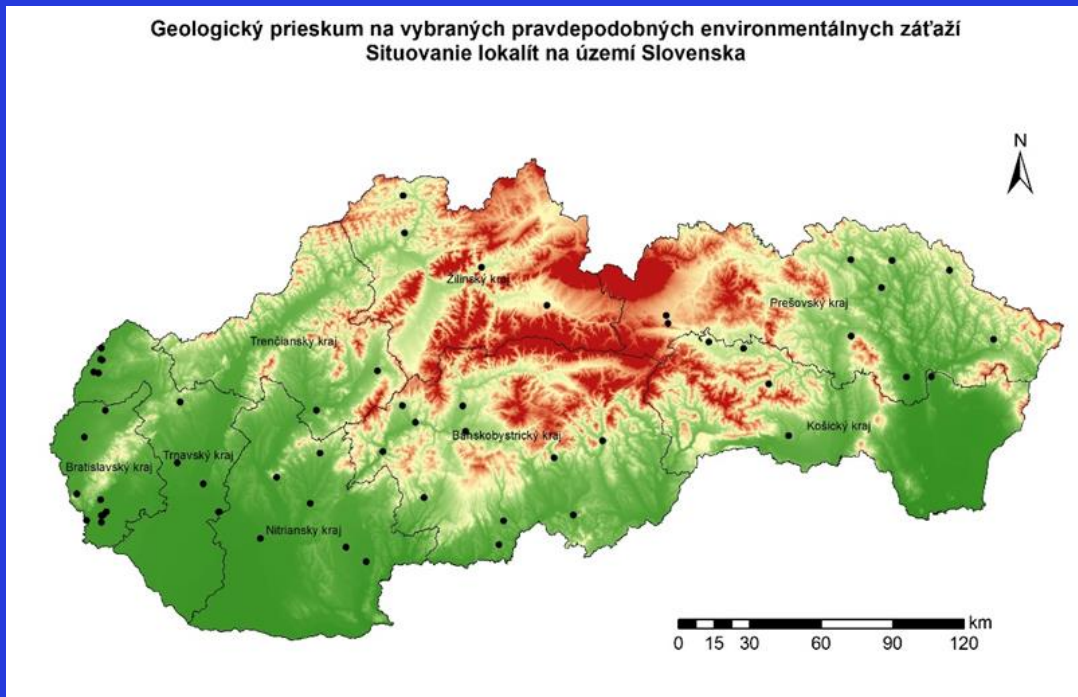 Geologický prieskum na vybraných pravdepodobných environmentálnych záťaží
Situovanie lokalít na území Slovenska
N
Žilinský kraj
Prešovský kraj
Trenčiansky kraj
Košický kraj
Banskobystrický kraj
Trnavský kraj
Bratislavský kraj
Nitriansky kraj
km
0 15 30 60 90 120